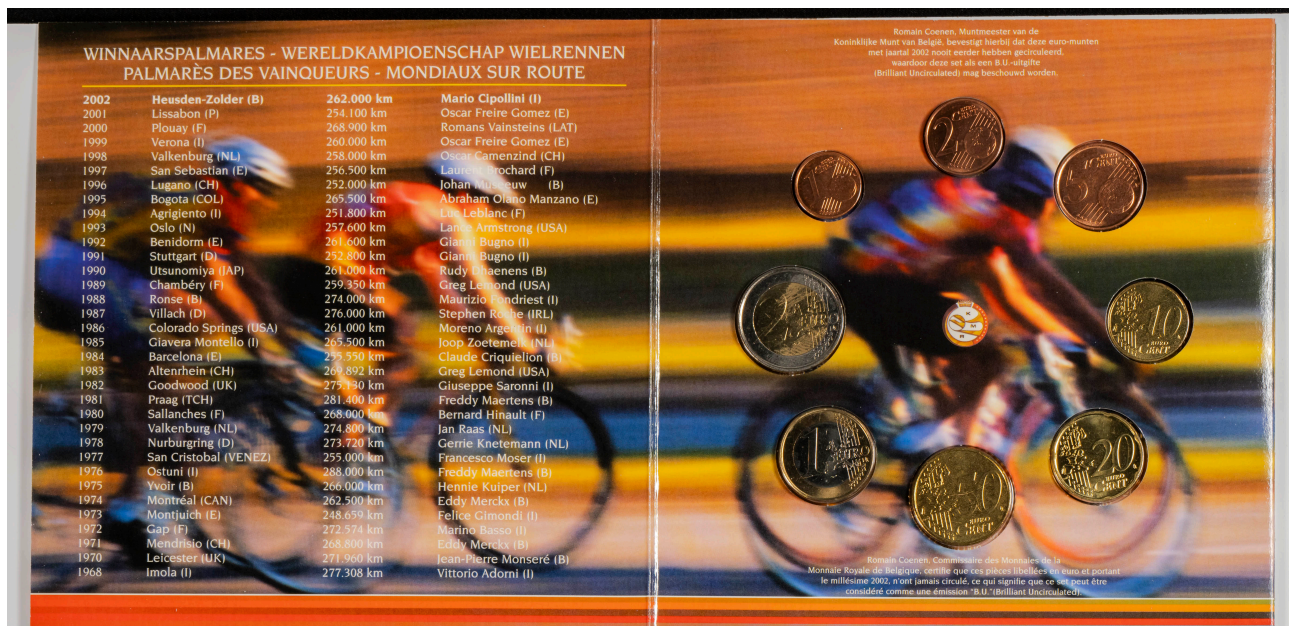 WINNAARSPALMARES - WERELDKAMPIOENSCHAP WIELRENNEN
PALMARÈS DES VAINQUEURS - MONDIAUX SUR ROUTE
2002 Heusden-Zolder (B) 262.000 km Mario Cipollini (I)
2001 Lissabon (P) 254.100 km Oscar Freire Gomez (E)
2000 Plouay (F) 268.900 km Romans Vainsteins (LAT)
1999 Verona (I) 260.000 km Oscar Freire Gomez (E)
1998 Valkenburg (NL) 258.000 km Oscar Camenzind (CH)
1997 San Sebastian (E) 256.500 km Laurent Brochard (F)
1996 Lugano (CH) 252.000 km Johan Museeuw (B)
1995 Bogota (COL) 265.500 km Abraham Olano Manzano (E)
1994 Agrigiento (I) 251.800 km Luc Leblanc (F)
1993 Oslo (N) 257.600 km Lance Armstrong (USA)
1992 Benidorm (E) 261.600 km Gianni Bugno (I)
1991 Stuttgart (D) 252.800 km Gianni Bugno (I)
1990 Utsunomiya (JAP) 261.000 km Rudy Dhaenens (B)
1989 Chambéry (F) 259.350 km Greg Lemond (USA)
1988 Ronse (B) 274.000 km Maurizio Fondriest (I)
1987 Villach (D) 276.000 km Stephen Roche (IRL)
1986 Colorado Springs (USA) 261.000 km Moreno Argentin (I)
1985 Giavera Montello (I) 265.500 km Joop Zoetemelk (NL)
1984 Barcelona (E) 255.550 km Claude Criquielion (B)
1983 Altenrhein (CH) 269.892 km Greg Lemond (USA)
1982 Goodwood (UK) 275.130 km Giuseppe Saronni (I)
1981 Praag (TCH) 281.400 km Freddy Maertens (B)
1980 Sallanches (F) 268.000 km Bernard Hinault (F)
1979 Valkenburg (NL) 274.800 km Jan Raas (NL)
1978 Nurburgring (D) 273.720 km Gerrie Knetemann (NL)
1977 San Cristobal (VENEZ) 255.000 km Francesco Moser (I)
1976 Ostuni (I) 288.000 km Freddy Maertens (B)
1975 Yvoir (B) 266.000 km Hennie Kuiper (NL)
1974 Montréal (CAN) 262.500 km Eddy Merckx (B)
1973 Montjuich (E) 248.659 km Felice Gimondi (I)
1972 Gap (F) 272.574 km Marino Basso (I)
1971 Mendrisio (CH) 268.800 km Eddy Merckx (B)
1970 Leicester (UK) 271.960 km Jean-Pierre Monseré (B)
1968 Imola (I) 277.308 km Vittorio Adorni (I)
Romain Coenen, Muntmeester van de
Koninklijke Munt van België, bevestigt hierbij dat deze euro-munten
met jaartal 2002 nooit eerder hebben gecirculeerd,
waardoor deze set als een B.U.-uitgifte
(Brilliant Uncirculated) mag beschouwd worden.
2 EURO CENT
1 EURO CENT
5 EURO CENT
2 EURO
10 EURO CENT
1 EURO
20 EURO CENT
50 EURO CENT
Romain Coenen, Commissaire des Monnaies de la
Monnaie Royale de Belgique, certifie que ces pièces libellées en euro et portant
le millésime 2002, n'ont jamais circulé, ce qui signifie que ce set peut être
considéré comme une émission "B.U."(Brilliant Uncirculated).